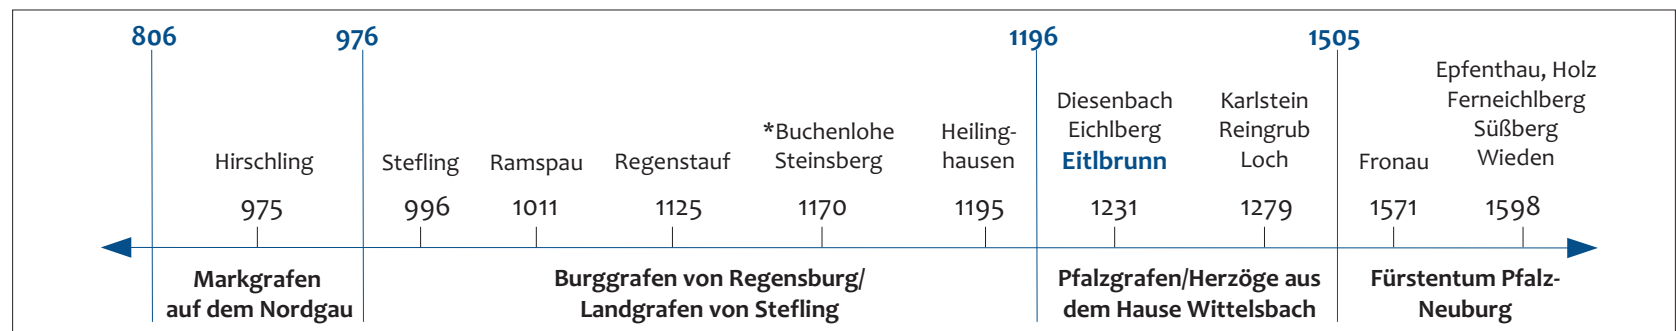 806 976 1196 1505
Epfenthau, Holz
Diesenbach Karlstein Ferneichlberg
*Buchenlohe Heiling- Eichlberg Reingrub Süßberg
Hirschling Stefling Ramspau Regenstauf Steinsberg hausen Eitlbrunn Loch Fronau Wieden
975 996 1011 1125 1170 1195 1231 1279 1571 1598
Markgrafen Burggrafen von Regensburg/ Pfalzgrafen/Herzöge aus Fürstentum Pfalz-
auf dem Nordgau Landgrafen von Stefling dem Hause Wittelsbach Neuburg